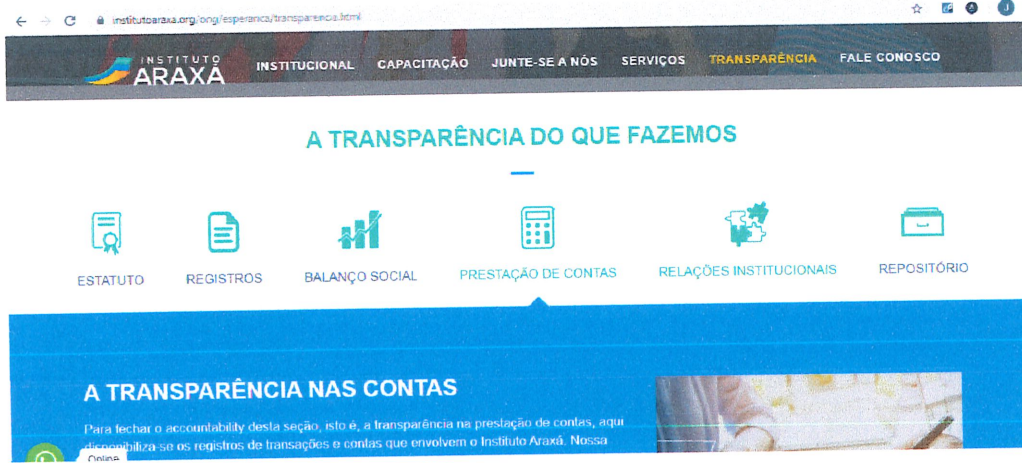 institutoaraxa.org/ong/esperanca/transparencia.html
J
INSTITUTO
ARAXÁ
INSTITUCIONAL CAPACITAÇÃO JUNTE-SE A NÓS SERVIÇOS TRANSPARÊNCIA FALE CONOSCO
A TRANSPARÊNCIA DO QUE FAZEMOS
ESTATUTO REGISTROS BALANÇO SOCIAL PRESTAÇÃO DE CONTAS RELAÇÕES INSTITUCIONAIS REPOSITÓRIO
A TRANSPARÊNCIA NAS CONTAS
Para fechar o accountability desta seção, isto é, a transparência na prestação de contas, aqui
disponibiliza-se os registros de transações e contas que envolvem o Instituto Araxá. Nossa
Online